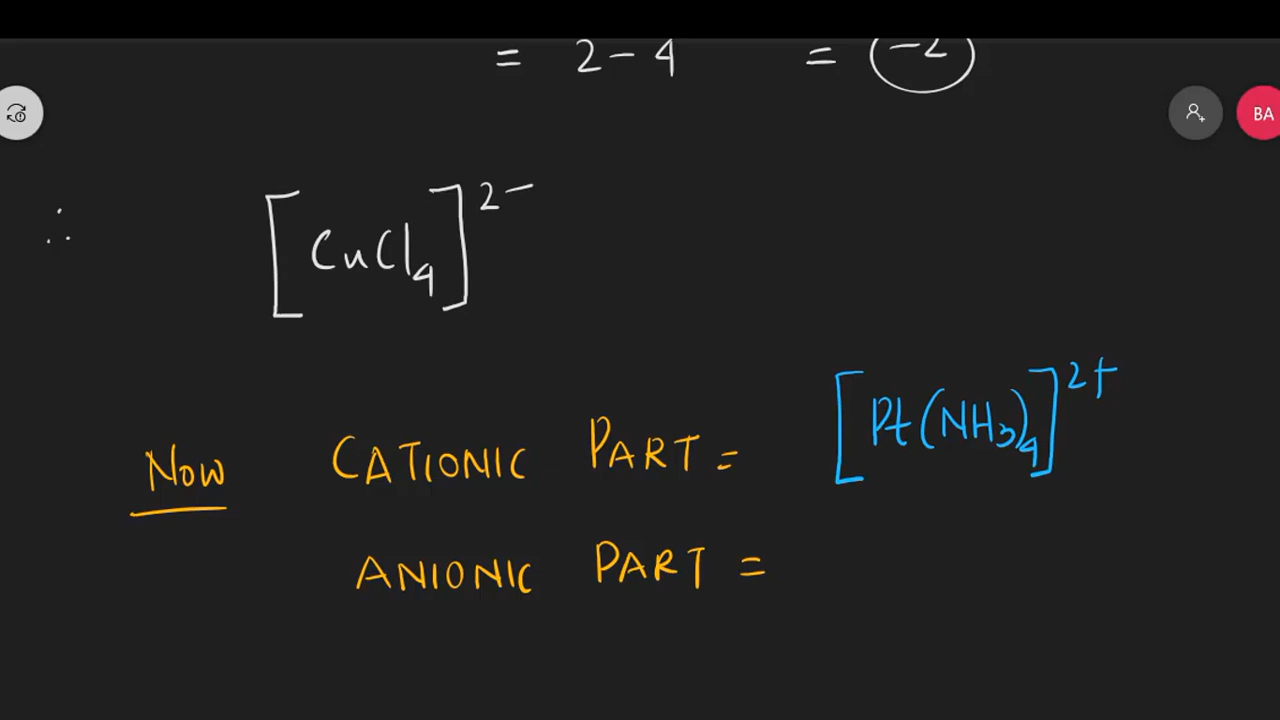 = 2 - 4 = -2
BA
∴ [CuCl₄]²⁻
Now CATIONIC PART = [Pt(NH₃)₄]²⁺
ANIONIC PART =